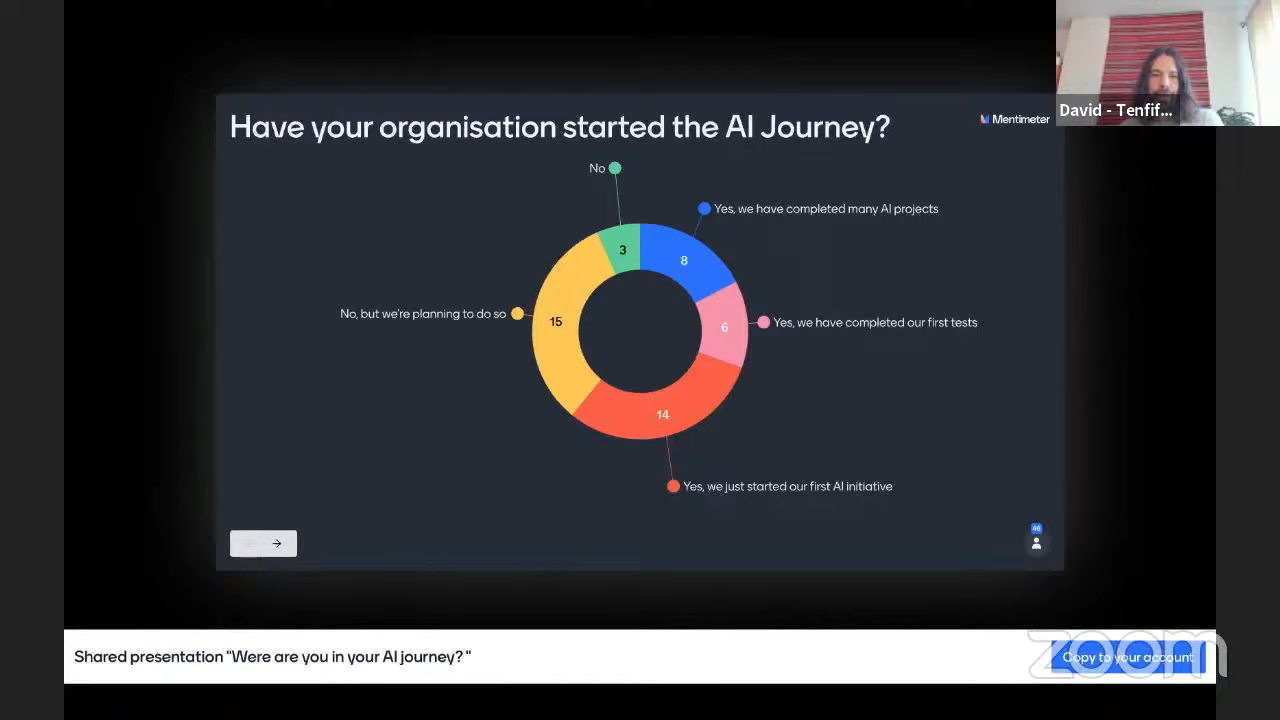 David - Tenfif...
Have your organisation started the AI Journey?
Mentimeter
No
Yes, we have completed many AI projects
3
8
No, but we're planning to do so
15
6
Yes, we have completed our first tests
14
Yes, we just started our first AI initiative
46
Shared presentation "Were are you in your AI journey? "
Copy to your account
zoom